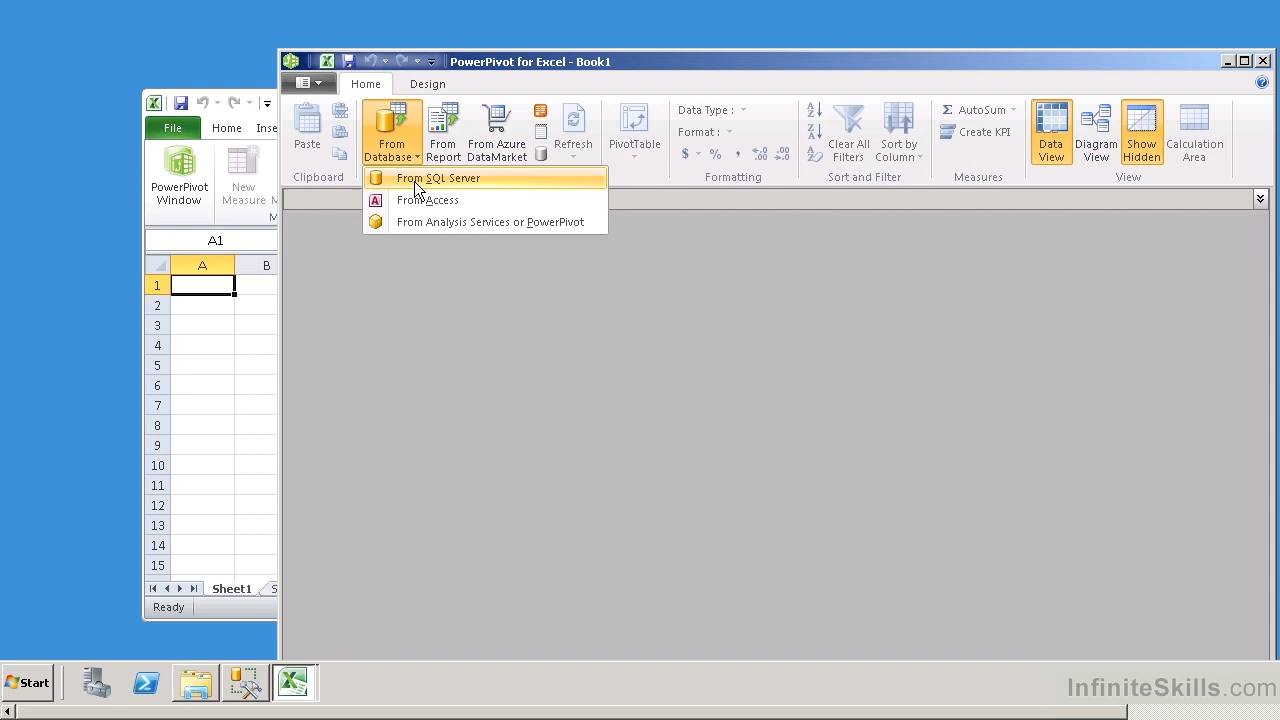 PowerPivot for Excel - Book1
Home
Design
File
Home
Inse
Paste
From Database
From Report
From Azure DataMarket
Refresh
PivotTable
Data Type :
Format :
$
%
Clear All Filters
Sort by Column
AutoSum
Create KPI
Data View
Diagram View
Show Hidden
Calculation Area
Clipboard
Formatting
Sort and Filter
Measures
View
PowerPivot Window
New Measure
M
From SQL Server
From Access
From Analysis Services or PowerPivot
A1
A
B
1
2
3
4
5
6
7
8
9
10
11
12
13
14
15
Sheet1
S
Ready
Start
InfiniteSkills.com